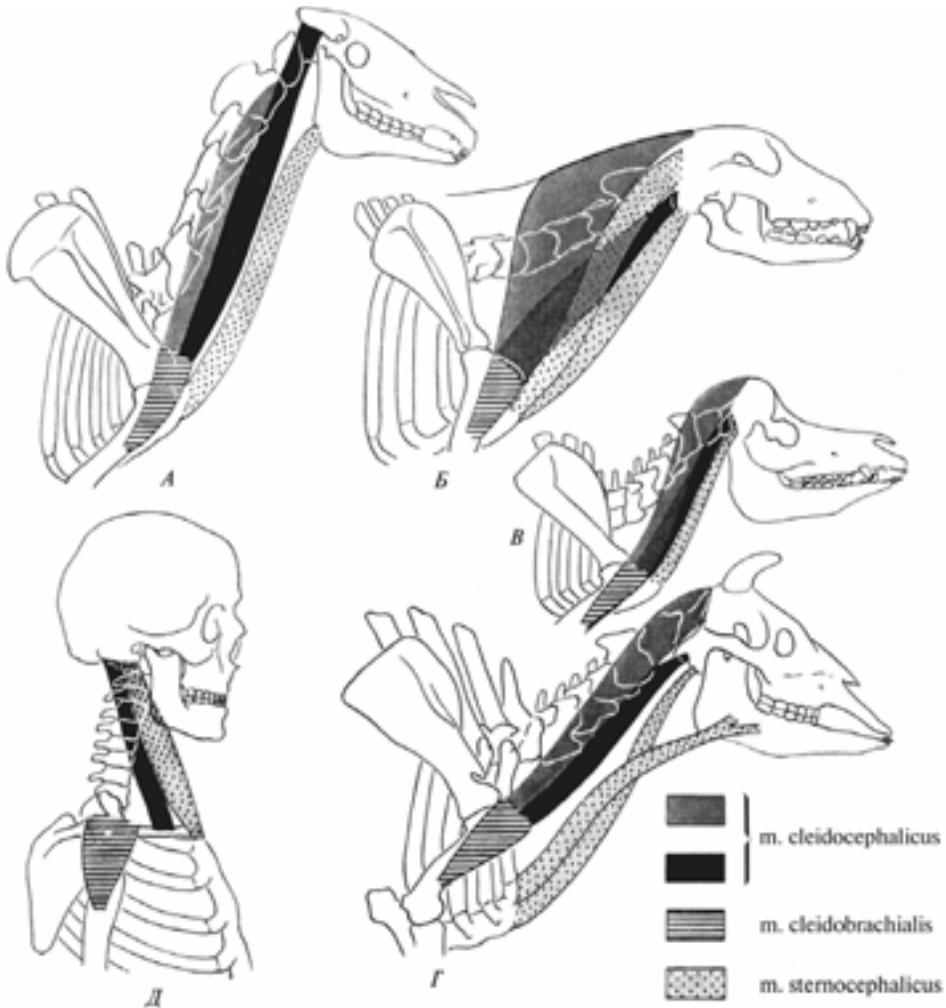 А
Б
В
Д
Г
m. cleidocephalicus
m. cleidobrachialis
m. sternocephalicus